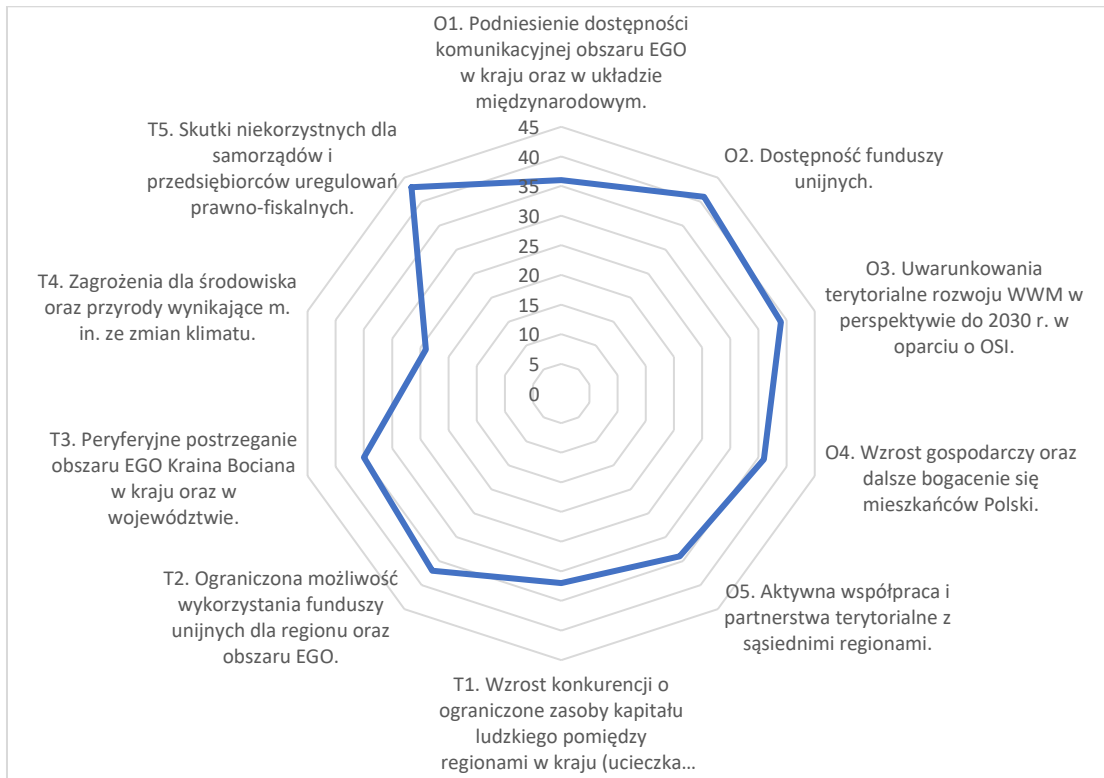 O1. Podniesienie dostępności
komunikacyjnej obszaru EGO
w kraju oraz w układzie
międzynarodowym.
O2. Dostępność funduszy
unijnych.
O3. Uwarunkowania
terytorialne rozwoju WWM w
perspektywie do 2030 r. w
oparciu o OSI.
O4. Wzrost gospodarczy oraz
dalsze bogacenie się
mieszkańców Polski.
O5. Aktywna współpraca i
partnerstwa terytorialne z
sąsiednimi regionami.
T1. Wzrost konkurencji o
ograniczone zasoby kapitału
ludzkiego pomiędzy
regionami w kraju (ucieczka...
T2. Ograniczona możliwość
wykorzystania funduszy
unijnych dla regionu oraz
obszaru EGO.
T3. Peryferyjne postrzeganie
obszaru EGO Kraina Bociana
w kraju oraz w
województwie.
T4. Zagrożenia dla środowiska
oraz przyrody wynikające m.
in. ze zmian klimatu.
T5. Skutki niekorzystnych dla
samorządów i
przedsiębiorców uregulowań
prawno-fiskalnych.
45
40
35
30
25
20
15
10
5
0